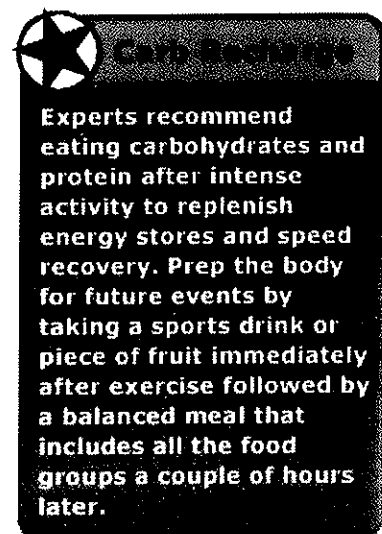 Carb Recharge
Experts recommend
eating carbohydrates and
protein after intense
activity to replenish
energy stores and speed
recovery. Prep the body
for future events by
taking a sports drink or
piece of fruit immediately
after exercise followed by
a balanced meal that
includes all the food
groups a couple of hours
later.